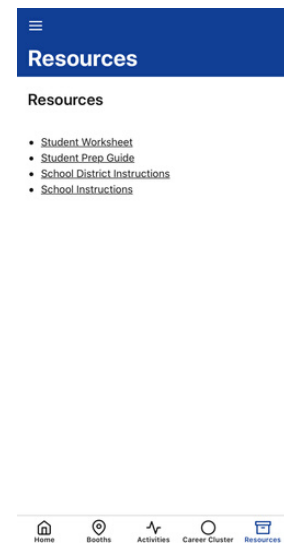 Resources
Resources
Student Worksheet
Student Prep Guide
School District Instructions
School Instructions
Home Booths Activities Career Cluster Resources